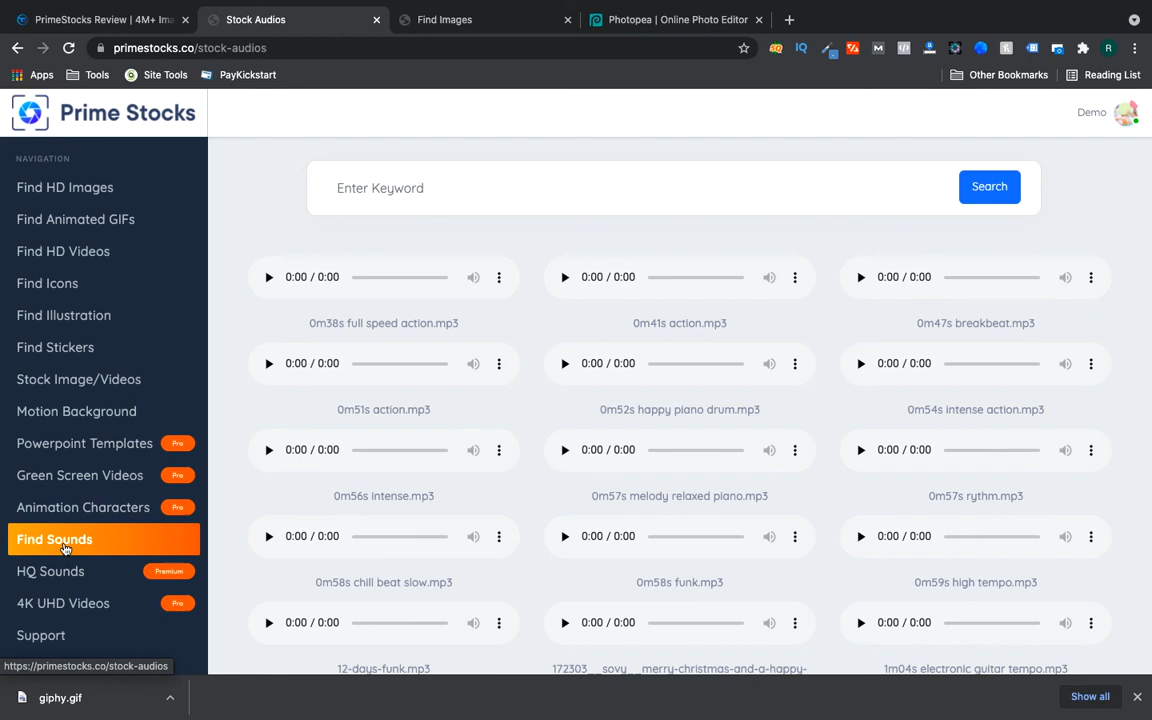 PrimeStocks Review | 4M+ Ima
Stock Audios
Find Images
Photopea | Online Photo Editor
primestocks.co/stock-audios
R
Apps
Tools
Site Tools
PayKickstart
Other Bookmarks
Reading List
Prime Stocks
Demo
NAVIGATION
Find HD Images
Find Animated GIFs
Find HD Videos
Find Icons
Find Illustration
Find Stickers
Stock Image/Videos
Motion Background
Powerpoint Templates Pro
Green Screen Videos Pro
Animation Characters Pro
Find Sounds
HQ Sounds Premium
4K UHD Videos Pro
Support
https://primestocks.co/stock-audios
Enter Keyword
Search
0:00 / 0:00 0:00 / 0:00 0:00 / 0:00
0m38s full speed action.mp3 0m41s action.mp3 0m47s breakbeat.mp3
0:00 / 0:00 0:00 / 0:00 0:00 / 0:00
0m51s action.mp3 0m52s happy piano drum.mp3 0m54s intense action.mp3
0:00 / 0:00 0:00 / 0:00 0:00 / 0:00
0m56s intense.mp3 0m57s melody relaxed piano.mp3 0m57s rythm.mp3
0:00 / 0:00 0:00 / 0:00 0:00 / 0:00
0m58s chill beat slow.mp3 0m58s funk.mp3 0m59s high tempo.mp3
0:00 / 0:00 0:00 / 0:00 0:00 / 0:00
12-days-funk.mp3 172303__sovy__merry-christmas-and-a-happy- 1m04s electronic guitar tempo.mp3
giphy.gif
Show all